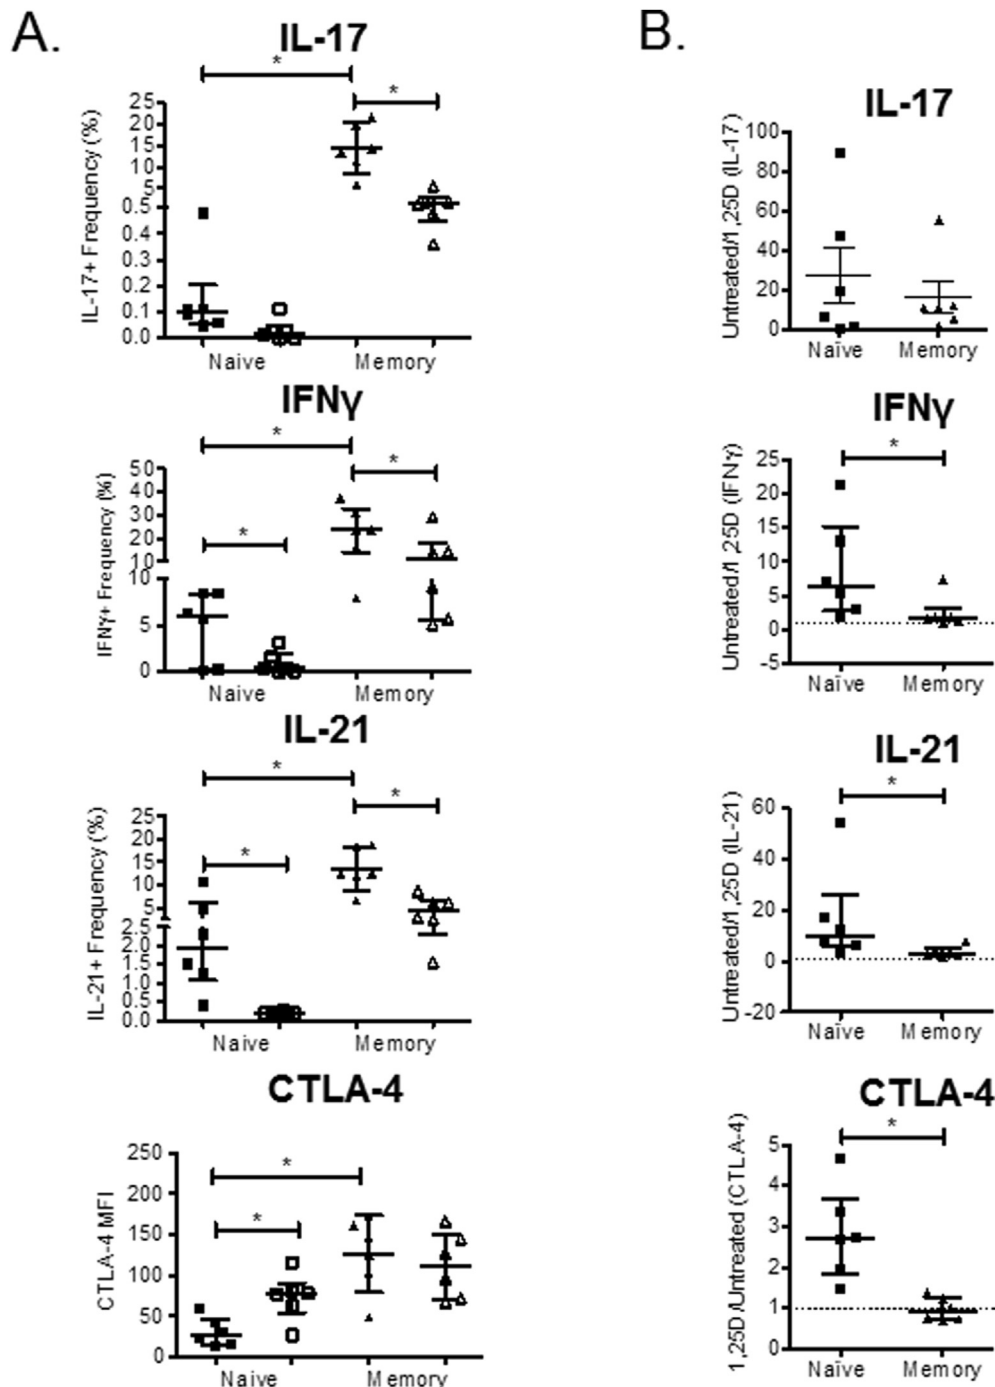 A.
IL-17
*
*
IL-17+ Frequency (%)
25
20
15
10
5
0.5
0.4
0.3
0.2
0.1
0.0
Naive
Memory
IFNγ
*
*
*
IFNγ+ Frequency (%)
50
40
30
20
10
10
5
0
Naive
Memory
IL-21
*
*
*
IL-21+ Frequency (%)
25
20
15
10
5
2.5
2.0
1.5
1.0
0.5
0.0
Naive
Memory
CTLA-4
*
*
CTLA-4 MFI
250
200
150
100
50
0
Naive
Memory
B.
IL-17
Untreated/1,25D (IL-17)
100
80
60
40
20
0
Naïve
Memory
IFNγ
*
Untreated/1,25D (IFNγ)
25
20
15
10
5
0
-5
Naïve
Memory
IL-21
*
Untreated/1,25D (IL-21)
60
40
20
0
-20
Naïve
Memory
CTLA-4
*
1,25D/Untreated (CTLA-4)
5
4
3
2
1
0
Naïve
Memory